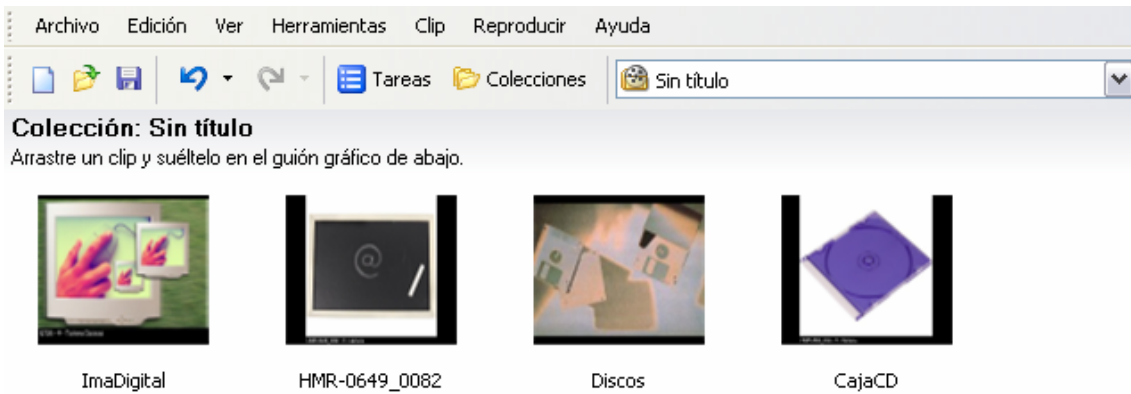 Archivo Edición Ver Herramientas Clip Reproducir Ayuda
Tareas Colecciones Sin título
Colección: Sin título
Arrastre un clip y suéltelo en el guión gráfico de abajo.
@
ImaDigital HMR-0649_0082 Discos CajaCD